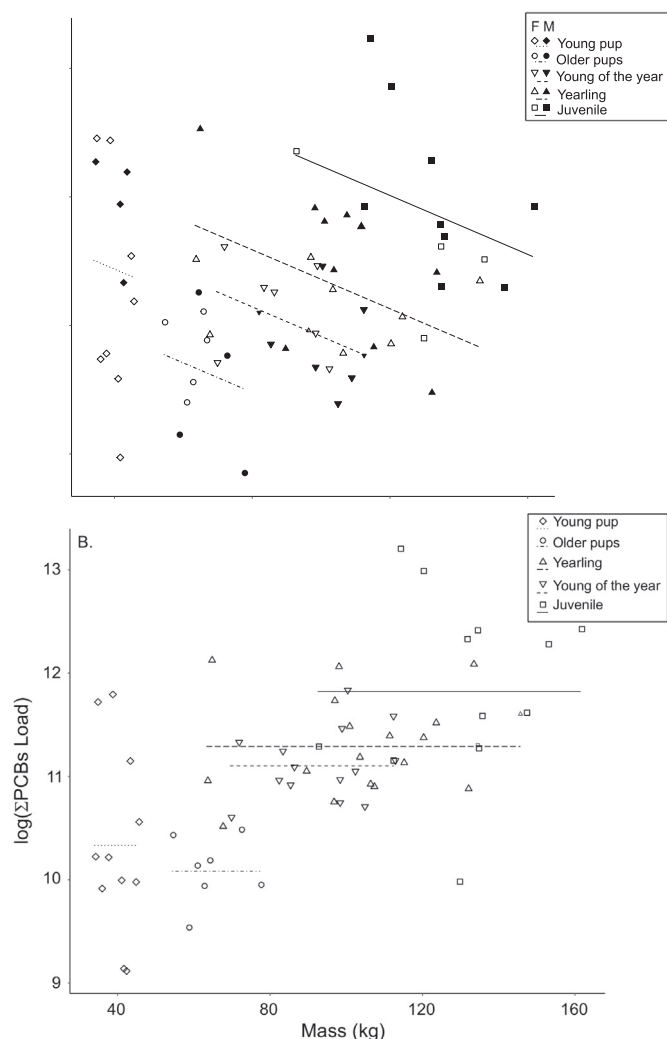 F M
Young pup
Older pups
Young of the year
Yearling
Juvenile
B.
Young pup
Older pups
Yearling
Young of the year
Juvenile
13
12
11
10
9
log(ΣPCBs Load)
40 80 120 160
Mass (kg)